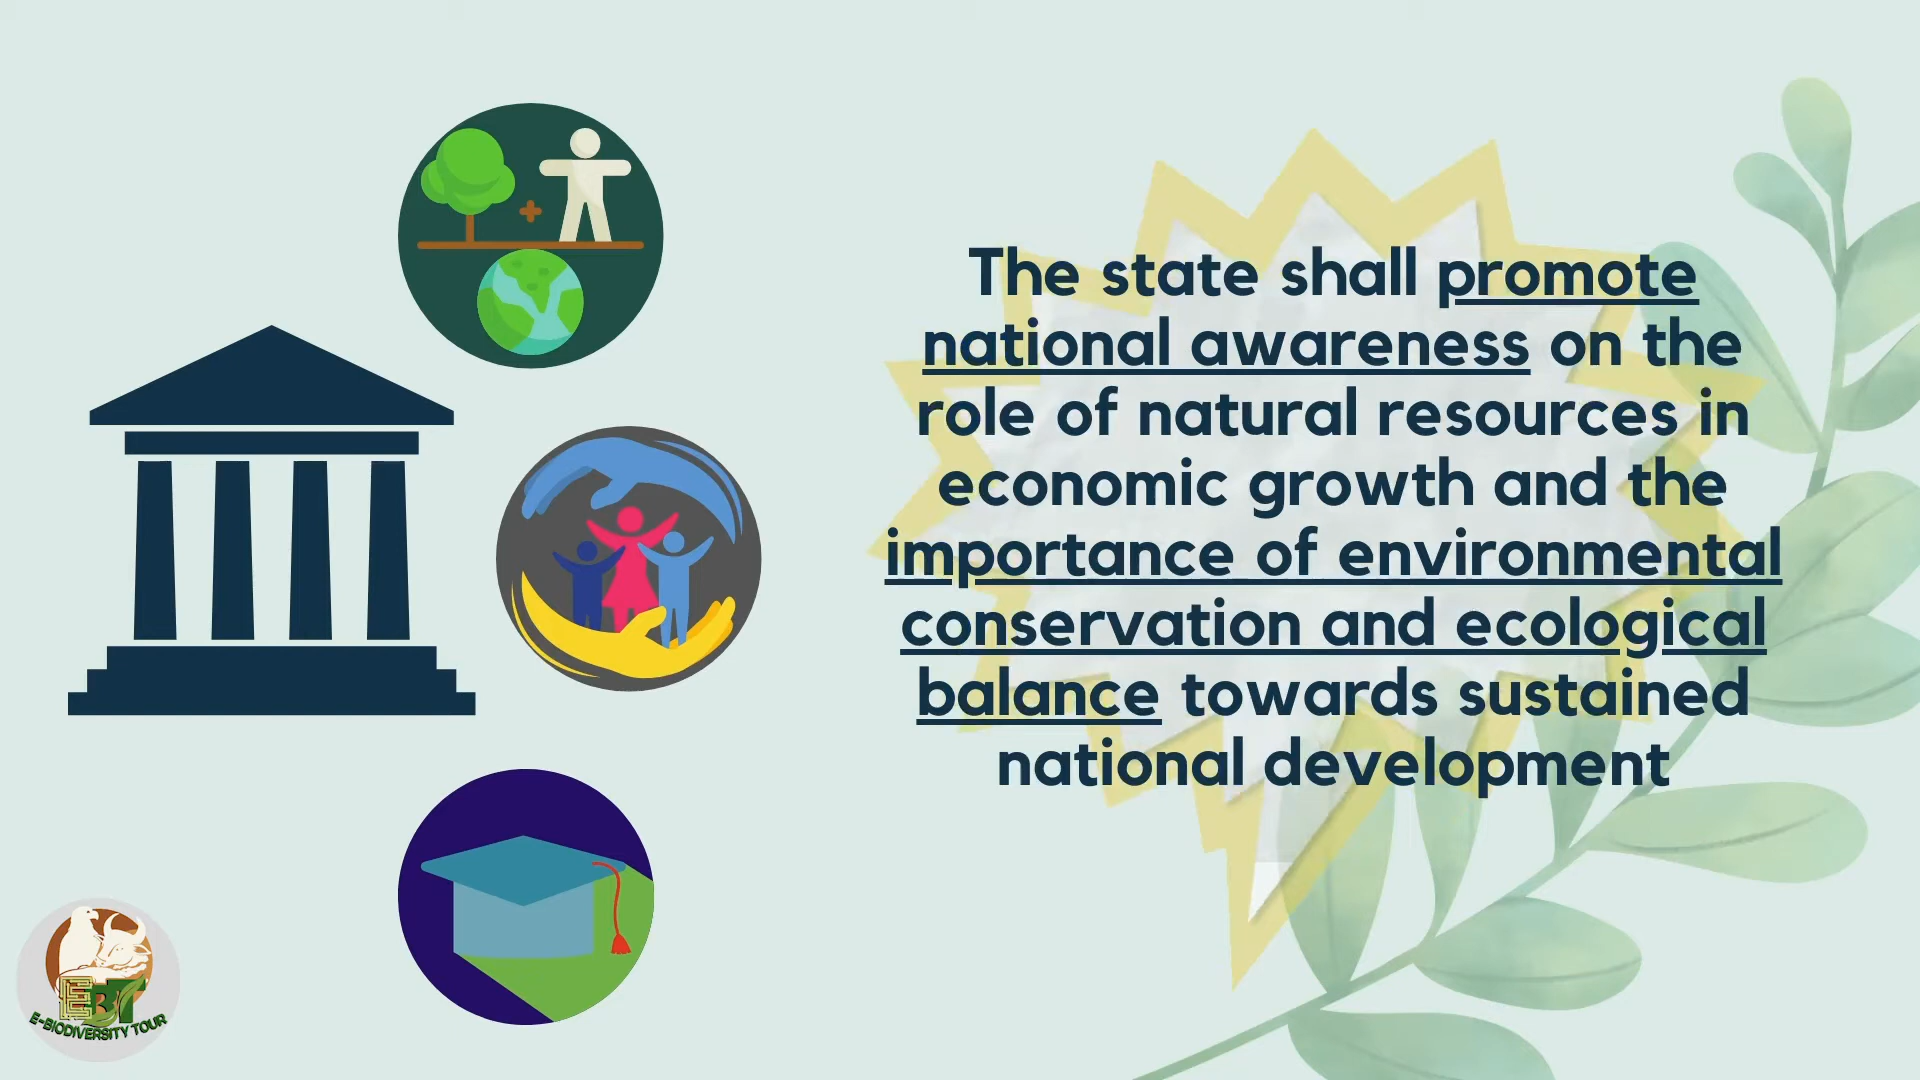 The state shall promote
national awareness on the
role of natural resources in
economic growth and the
importance of environmental
conservation and ecological
balance towards sustained
national development
EBT
E-BIODIVERSITY TOUR